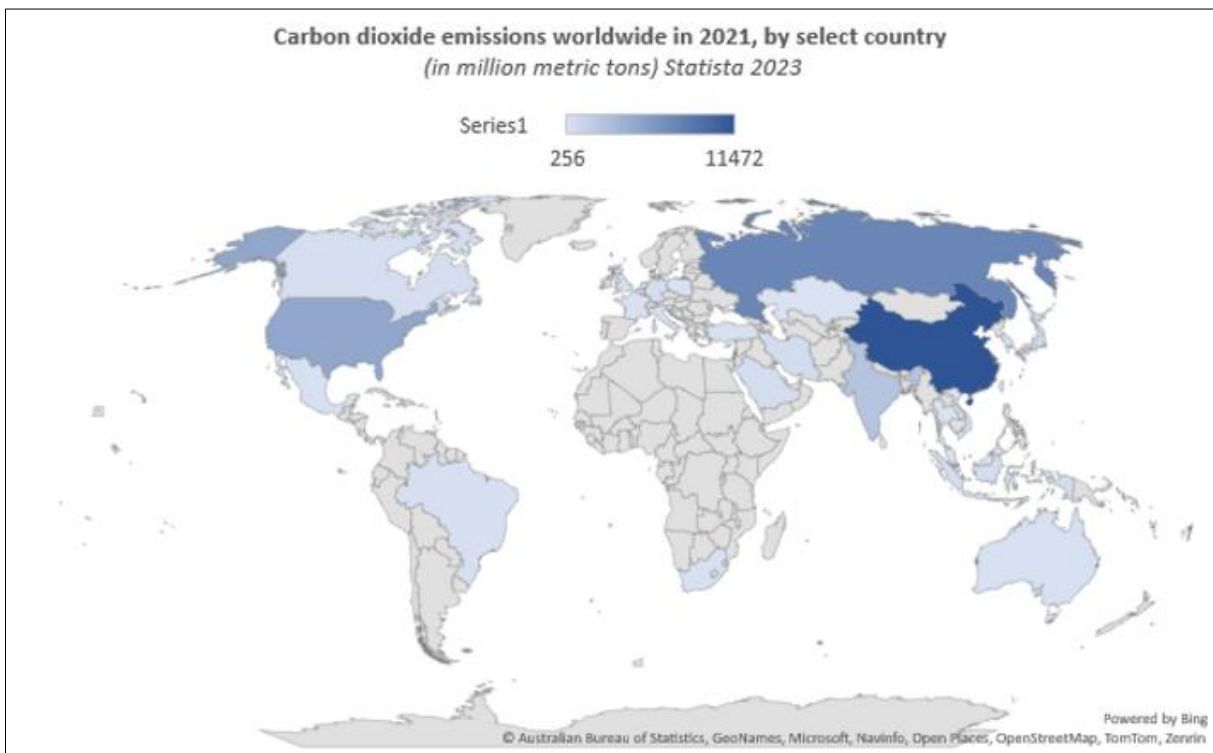 Carbon dioxide emissions worldwide in 2021, by select country
(in million metric tons) Statista 2023
Series1
256 11472
Powered by Bing
© Australian Bureau of Statistics, GeoNames, Microsoft, Navinfo, Open Places, OpenStreetMap, TomTom, Zenrin